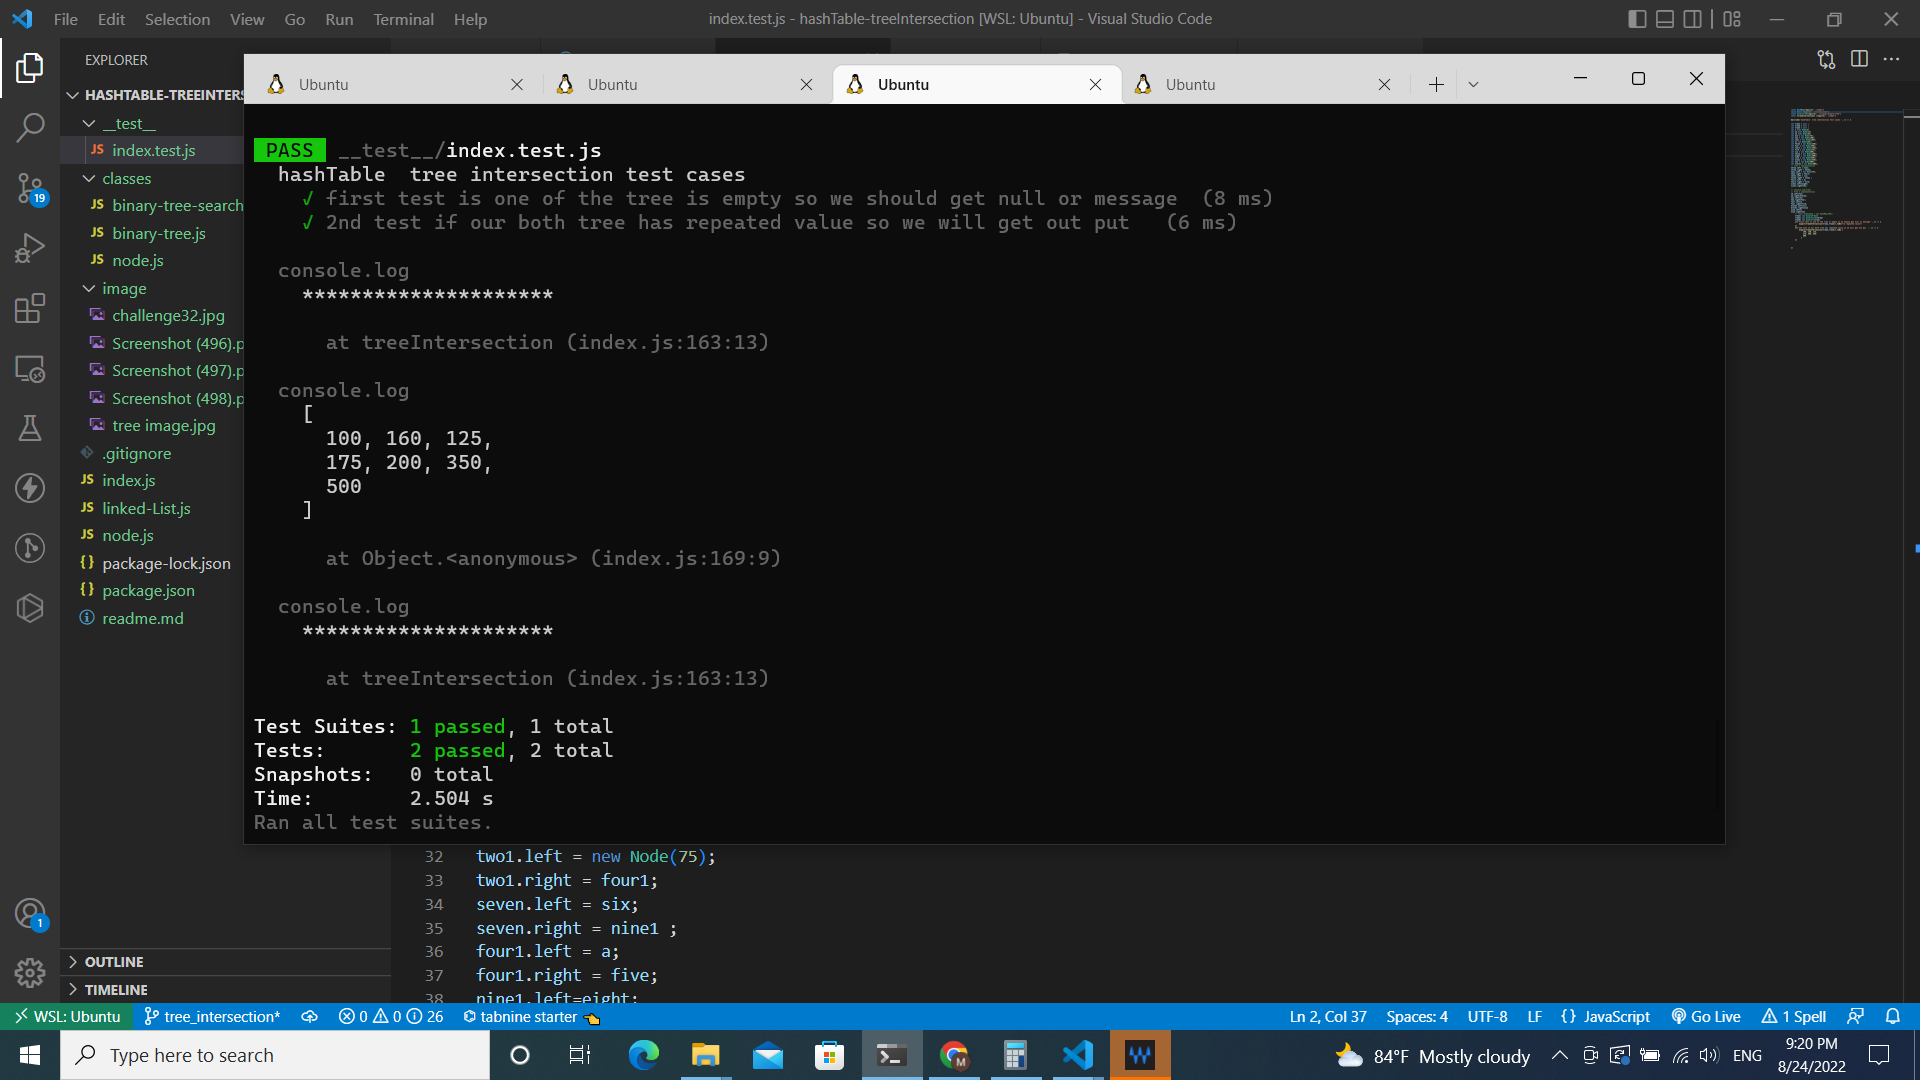 File Edit Selection View Go Run Terminal Help
index.test.js - hashTable-treeIntersection [WSL: Ubuntu] - Visual Studio Code
EXPLORER
HASHTABLE-TREEINTERS
__test__
JS index.test.js
classes
JS binary-tree-search
JS binary-tree.js
JS node.js
image
challenge32.jpg
Screenshot (496).p
Screenshot (497).p
Screenshot (498).p
tree image.jpg
.gitignore
JS index.js
JS linked-List.js
JS node.js
{} package-lock.json
{} package.json
readme.md
OUTLINE
TIMELINE
19
1
Ubuntu
Ubuntu
Ubuntu
Ubuntu
PASS __test__/index.test.js
hashTable  tree intersection test cases
√ first test is one of the tree is empty so we should get null or message  (8 ms)
√ 2nd test if our both tree has repeated value so we will get out put   (6 ms)
console.log
*********************
at treeIntersection (index.js:163:13)
console.log
[
100, 160, 125,
175, 200, 350,
500
]
at Object.<anonymous> (index.js:169:9)
console.log
*********************
at treeIntersection (index.js:163:13)
Test Suites: 1 passed, 1 total
Tests:       2 passed, 2 total
Snapshots:   0 total
Time:        2.504 s
Ran all test suites.
32 two1.left = new Node(75);
33 two1.right = four1;
34 seven.left = six;
35 seven.right = nine1 ;
36 four1.left = a;
37 four1.right = five;
38 nine1.left=eight;
WSL: Ubuntu tree_intersection* 0 0 26 tabnine starter
Ln 2, Col 37 Spaces: 4 UTF-8 LF {} JavaScript Go Live 1 Spell
Type here to search
84°F Mostly cloudy
ENG
9:20 PM
8/24/2022